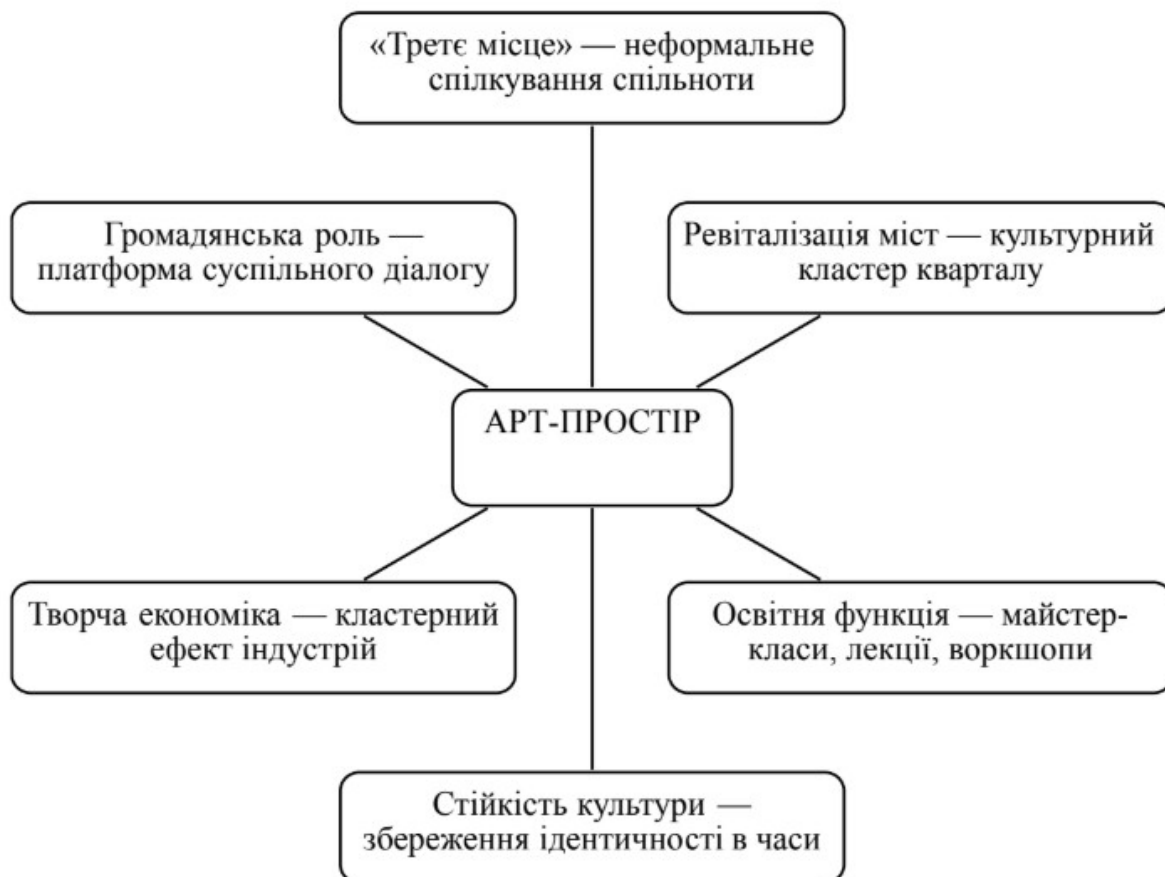 «Третє місце» — неформальне
спілкування спільноти
Громадянська роль —
платформа суспільного діалогу
Ревіталізація міст — культурний
кластер кварталу
АРТ-ПРОСТІР
Творча економіка — кластерний
ефект індустрій
Освітня функція — майстер-
класи, лекції, воркшопи
Стійкість культури —
збереження ідентичності в часи